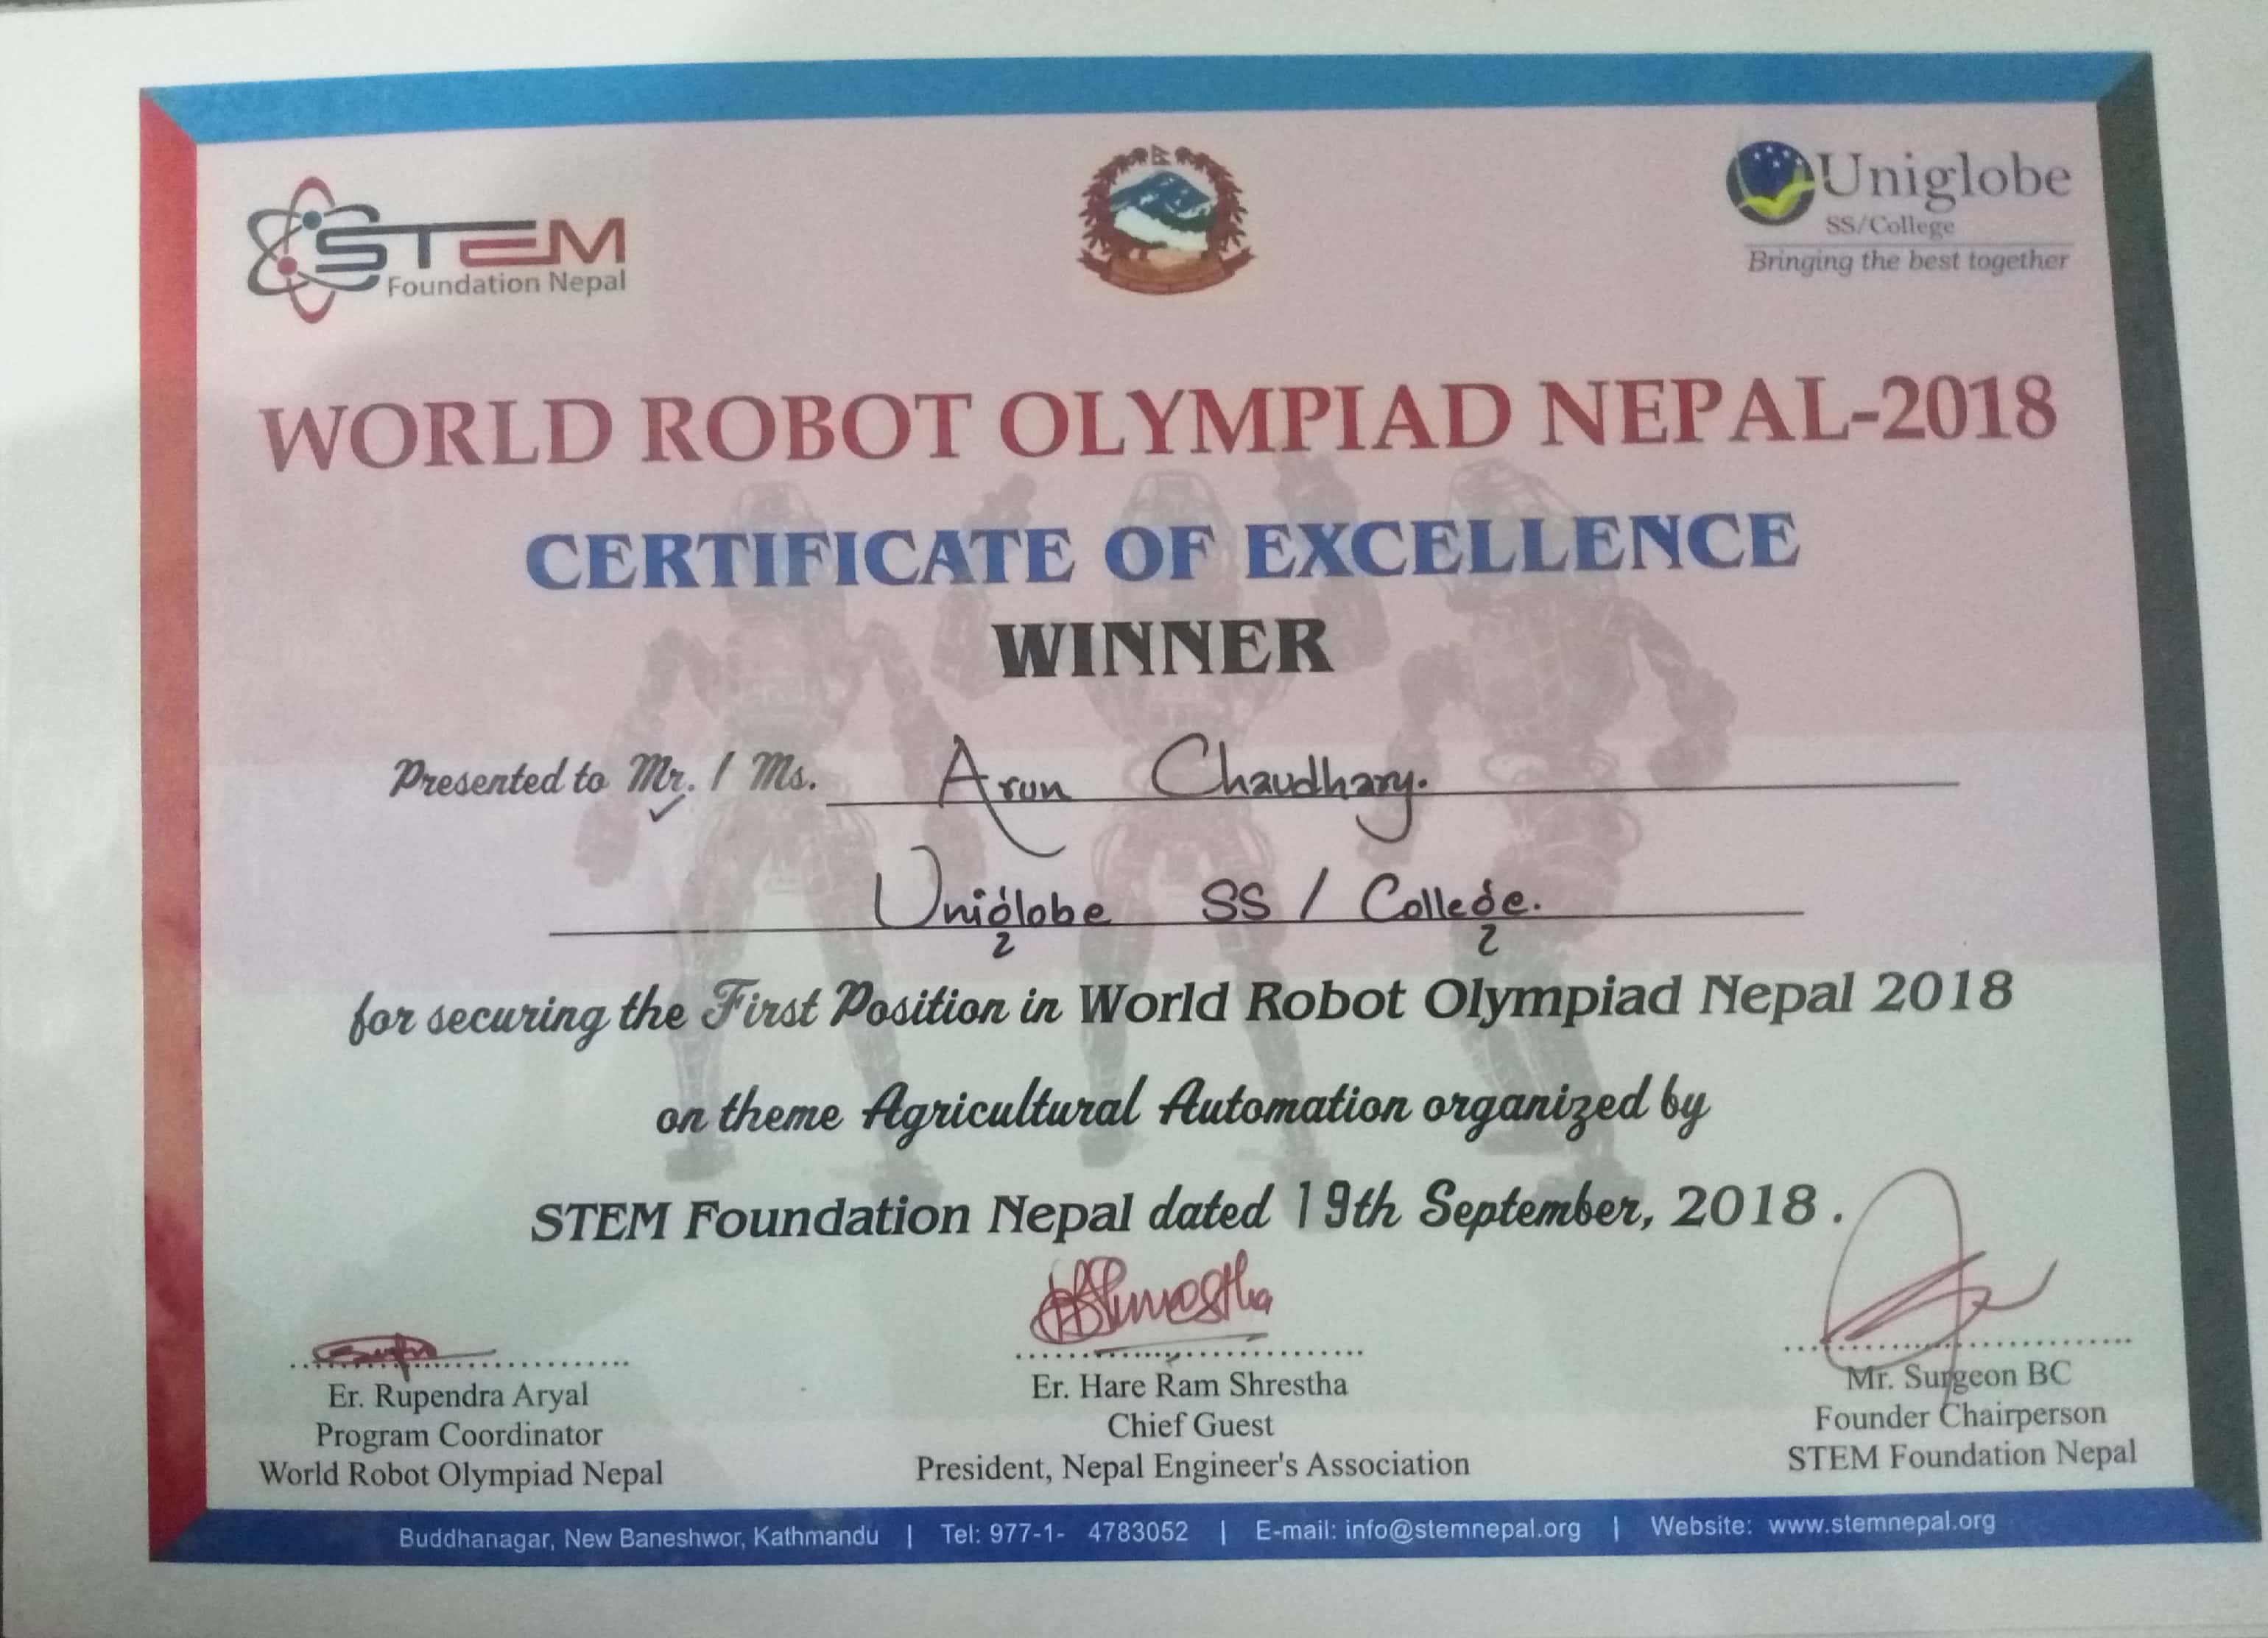 STEM
Foundation Nepal
Uniglobe
SS/College
Bringing the best together
WORLD ROBOT OLYMPIAD NEPAL-2018
CERTIFICATE OF EXCELLENCE
WINNER
Presented to Mr. / Ms. Arun Chaudhary.
Uniglobe SS / College.
for securing the First Position in World Robot Olympiad Nepal 2018
on theme Agricultural Automation organized by
STEM Foundation Nepal dated 19th September, 2018.
Shrestha
Er. Rupendra Aryal
Program Coordinator
World Robot Olympiad Nepal
Er. Hare Ram Shrestha
Chief Guest
President, Nepal Engineer's Association
Mr. Surgeon BC
Founder Chairperson
STEM Foundation Nepal
Buddhanagar, New Baneshwor, Kathmandu | Tel: 977-1- 4783052 | E-mail: info@stemnepal.org | Website: www.stemnepal.org